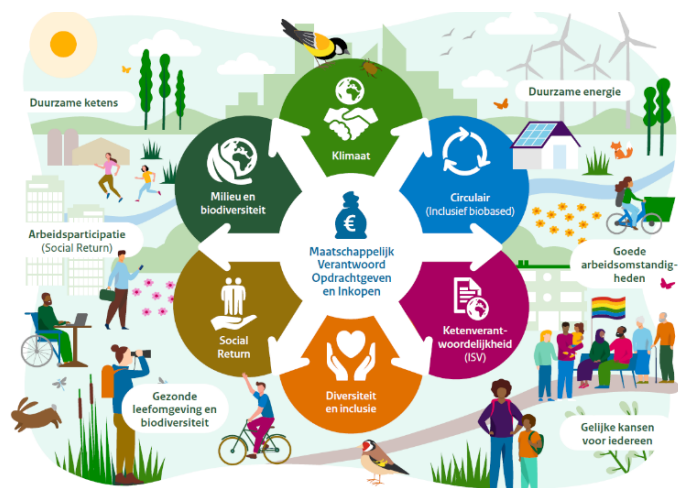 Duurzame ketens
Duurzame energie
Klimaat
Milieu en
biodiversiteit
Circulair
(Inclusief biobased)
Arbeidsparticipatie
(Social Return)
€
Maatschappelijk
Verantwoord
Opdrachtgeven
en Inkopen
Goede
arbeidsomstandig-
heden
Social
Return
Ketenverant-
woordelijkheid
(ISV)
Diversiteit
en inclusie
Gezonde
leefomgeving en
biodiversiteit
Gelijke kansen
voor iedereen